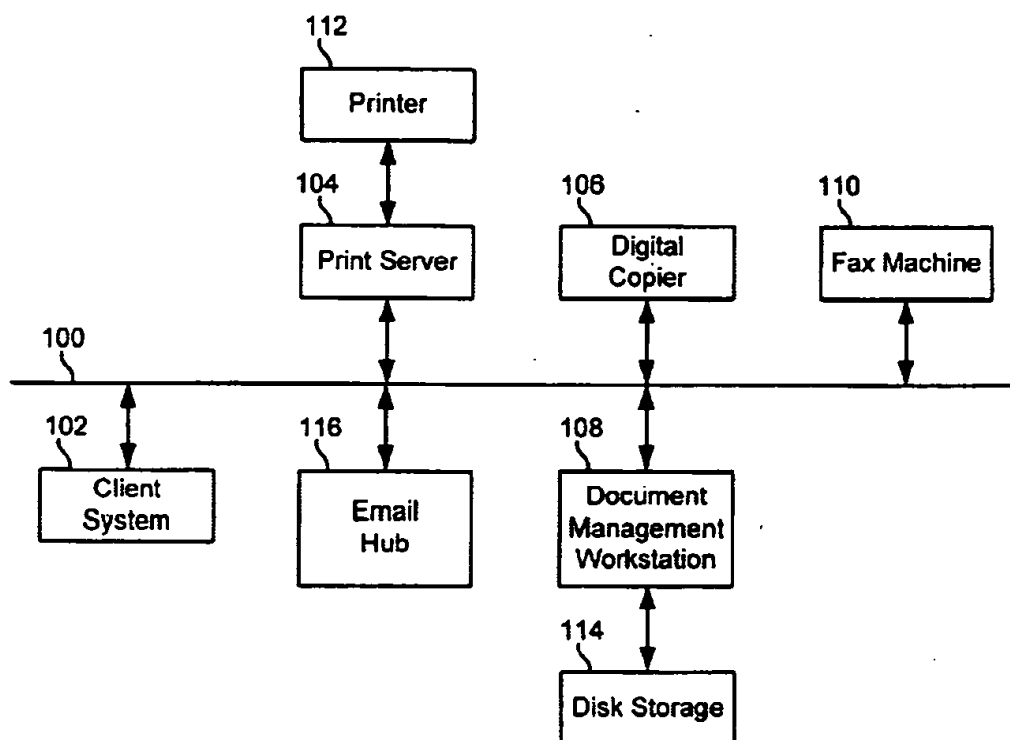 112
Printer
104
Print Server
106
Digital
Copier
110
Fax Machine
100
102
Client
System
116
Email
Hub
108
Document
Management
Workstation
114
Disk Storage